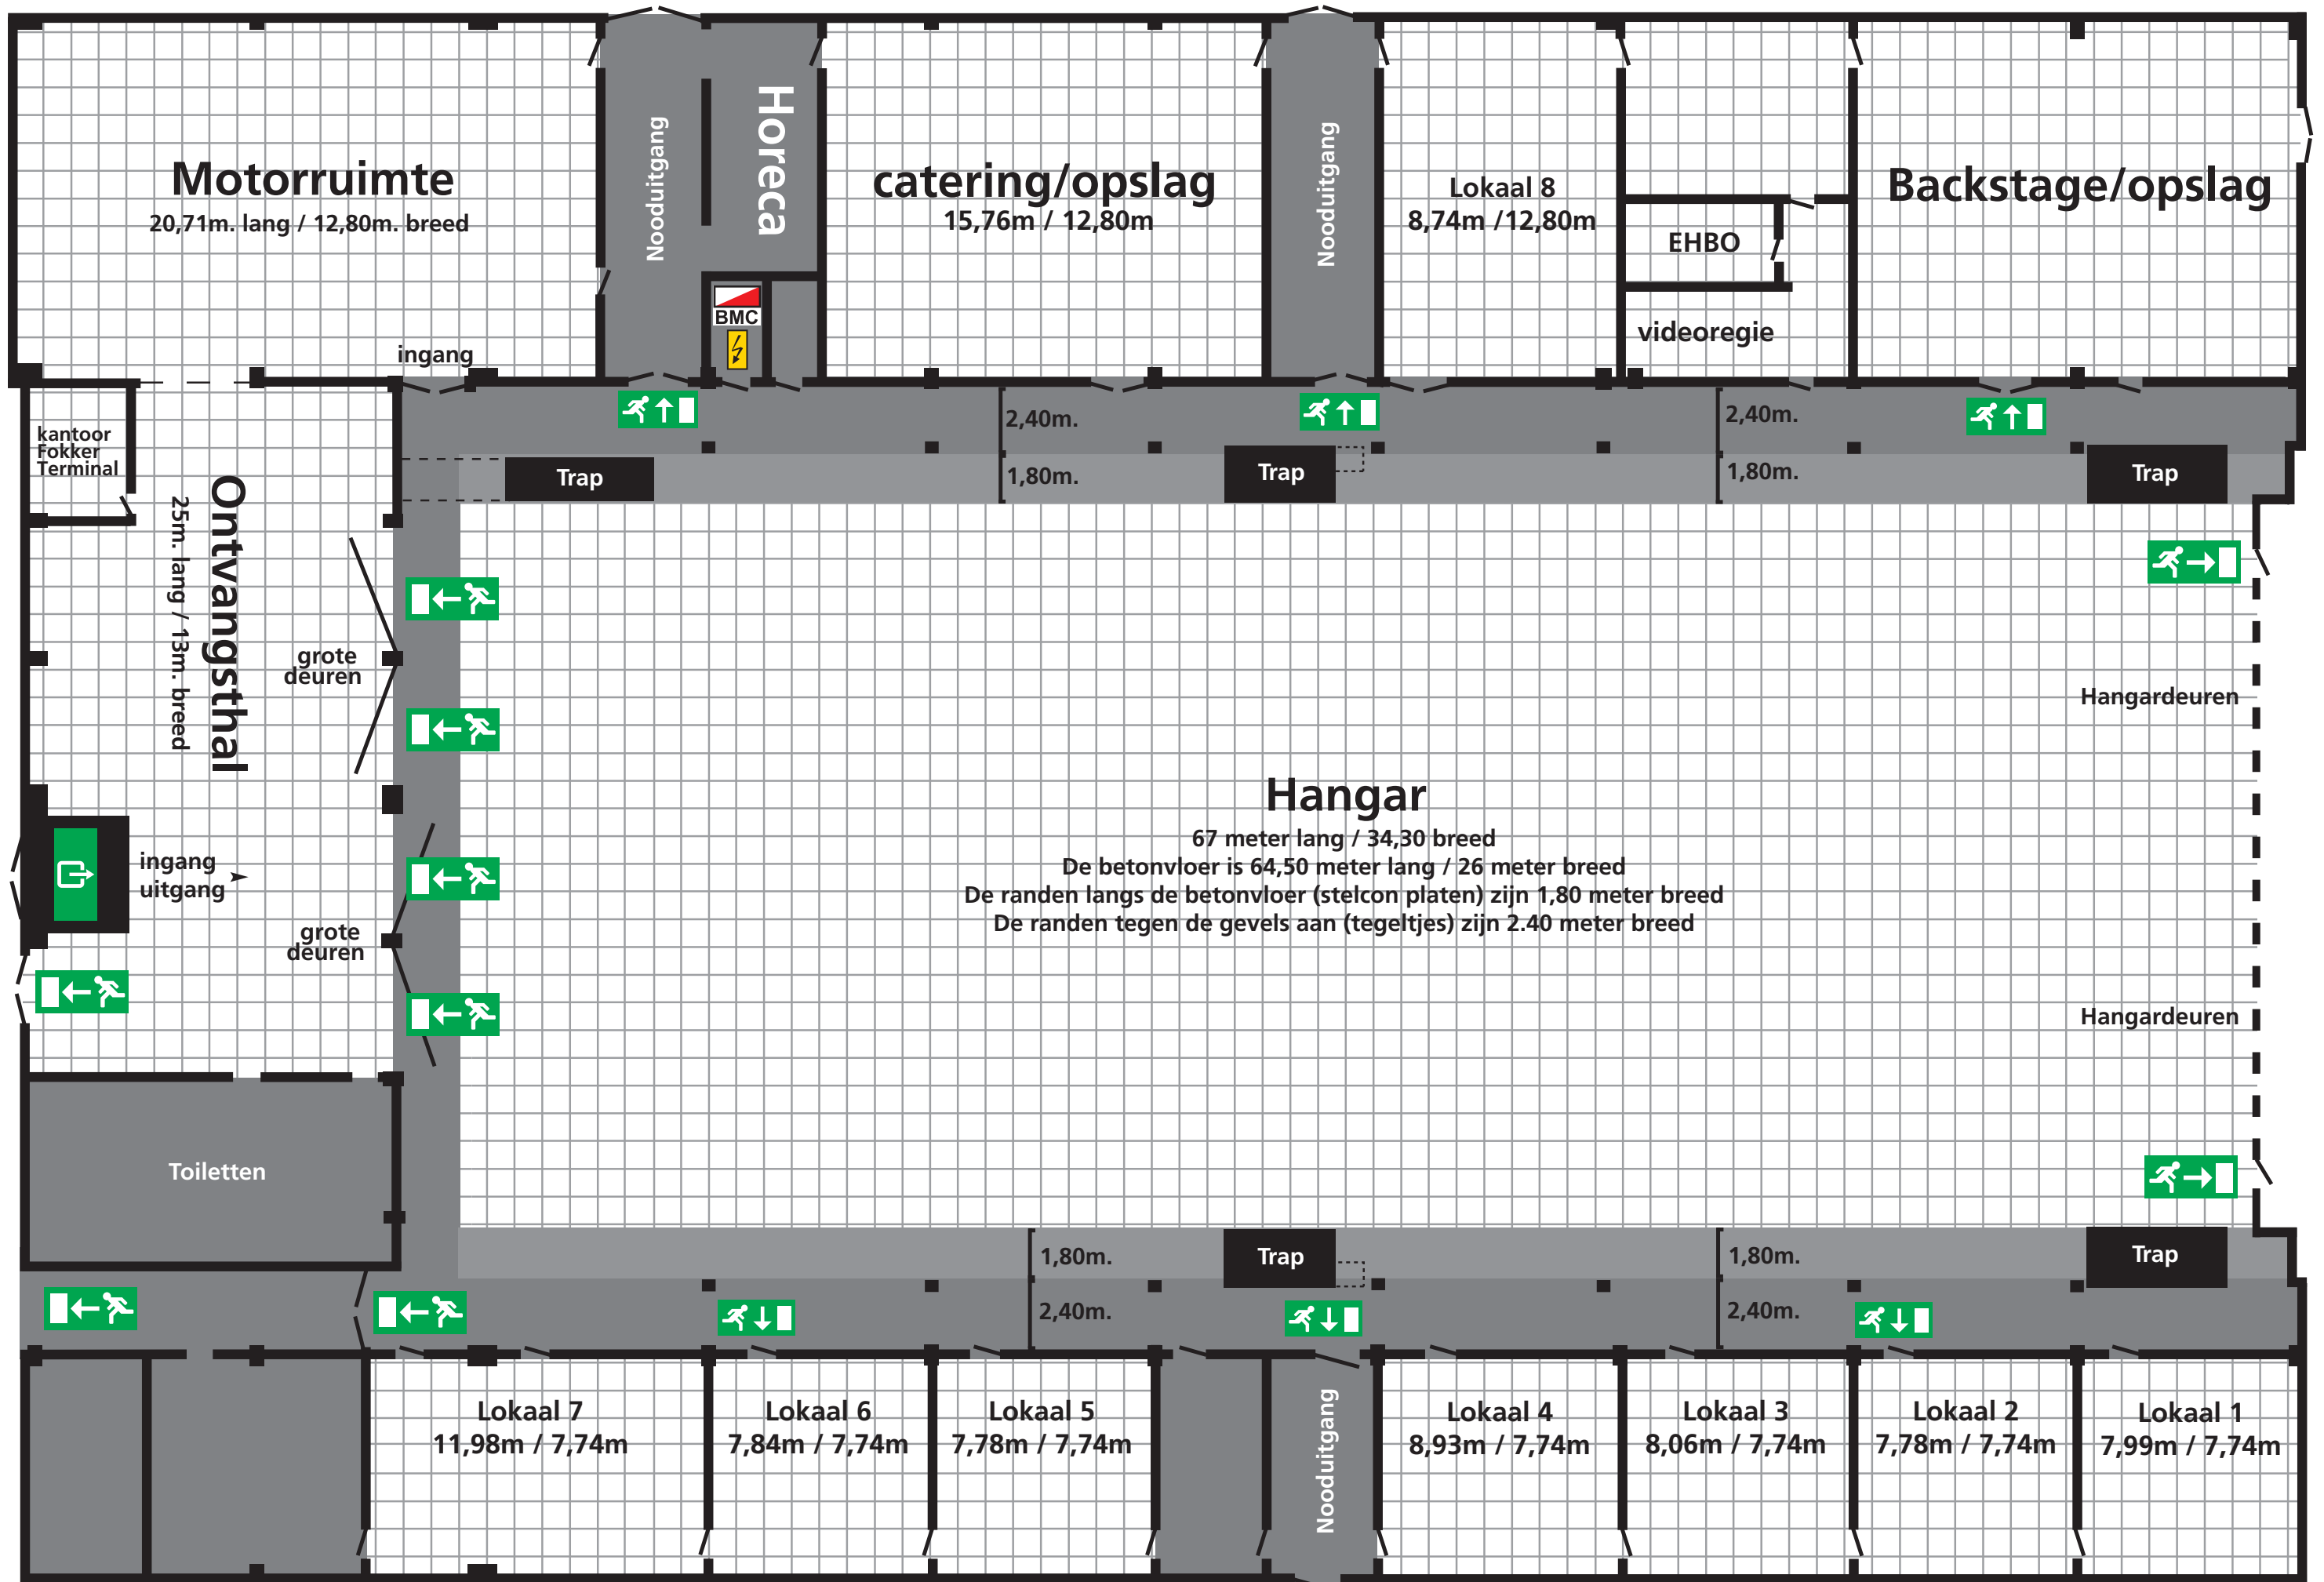 Motorruimte
20,71m. lang / 12,80m. breed
Nooduitgang
Horeca
BMC
catering/opslag
15,76m / 12,80m
Nooduitgang
Lokaal 8
8,74m /12,80m
EHBO
videoregie
Backstage/opslag
ingang
kantoor
Fokker
Terminal
Ontvangsthal
25m. lang / 13m. breed
grote
deuren
ingang
uitgang
grote
deuren
Toiletten
Trap
2,40m.
1,80m.
Trap
2,40m.
1,80m.
Trap
Hangardeuren
Hangar
67 meter lang / 34,30 breed
De betonvloer is 64,50 meter lang / 26 meter breed
De randen langs de betonvloer (stelcon platen) zijn 1,80 meter breed
De randen tegen de gevels aan (tegeltjes) zijn 2.40 meter breed
Hangardeuren
1,80m.
2,40m.
Trap
1,80m.
2,40m.
Trap
Lokaal 7
11,98m / 7,74m
Lokaal 6
7,84m / 7,74m
Lokaal 5
7,78m / 7,74m
Nooduitgang
Lokaal 4
8,93m / 7,74m
Lokaal 3
8,06m / 7,74m
Lokaal 2
7,78m / 7,74m
Lokaal 1
7,99m / 7,74m